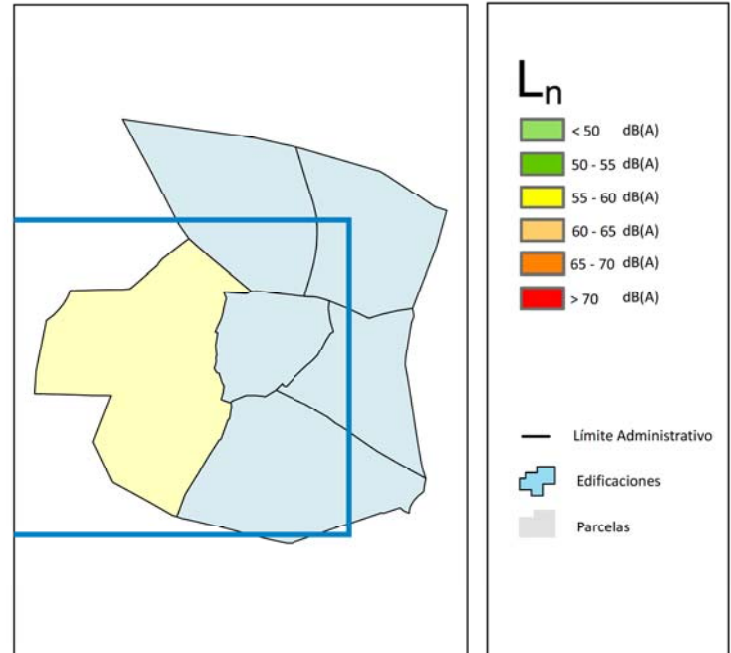 Ln
< 50 dB(A)
50 - 55 dB(A)
55 - 60 dB(A)
60 - 65 dB(A)
65 - 70 dB(A)
> 70 dB(A)
Límite Administrativo
Edificaciones
Parcelas